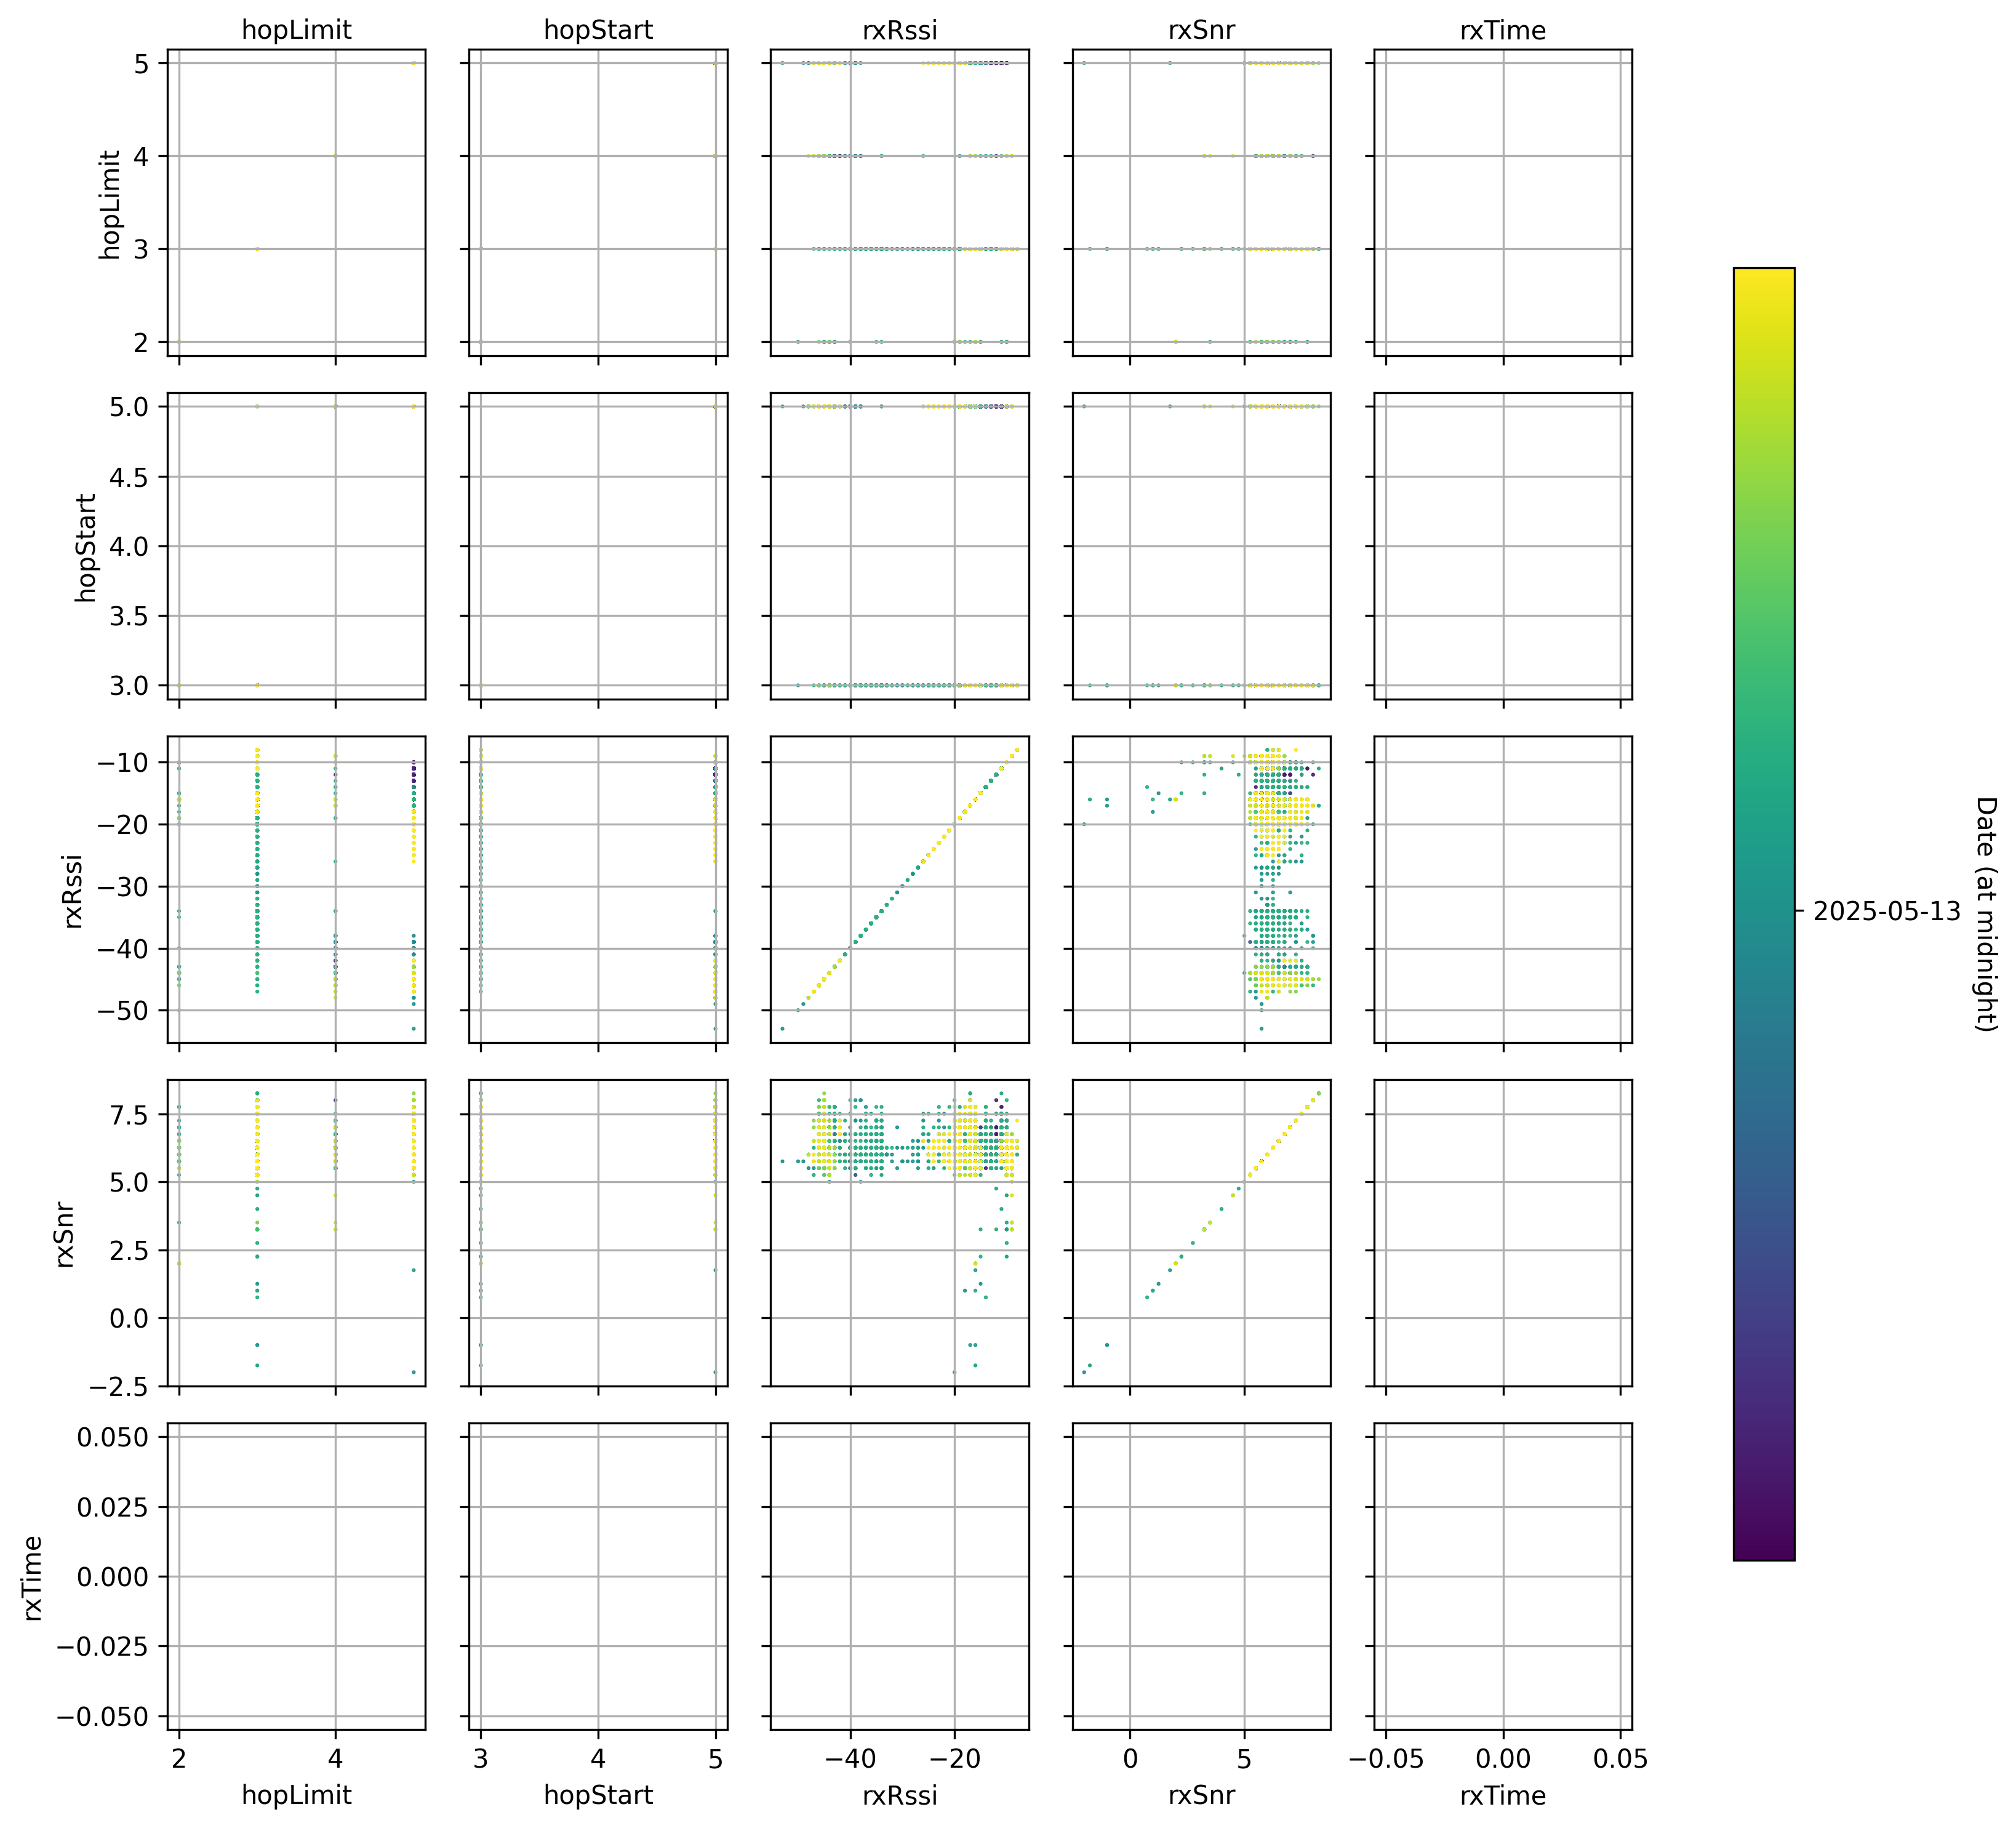 hopLimit hopStart rxRssi rxSnr rxTime
5
4
3
2
hopLimit
5.0
4.5
4.0
3.5
3.0
hopStart
−10
−20
−30
−40
−50
rxRssi
7.5
5.0
2.5
0.0
−2.5
rxSnr
0.050
0.025
0.000
−0.025
−0.050
rxTime
2 4 3 4 5 −40 −20 0 5 −0.05 0.00 0.05
hopLimit hopStart rxRssi rxSnr rxTime
2025-05-13
Date (at midnight)